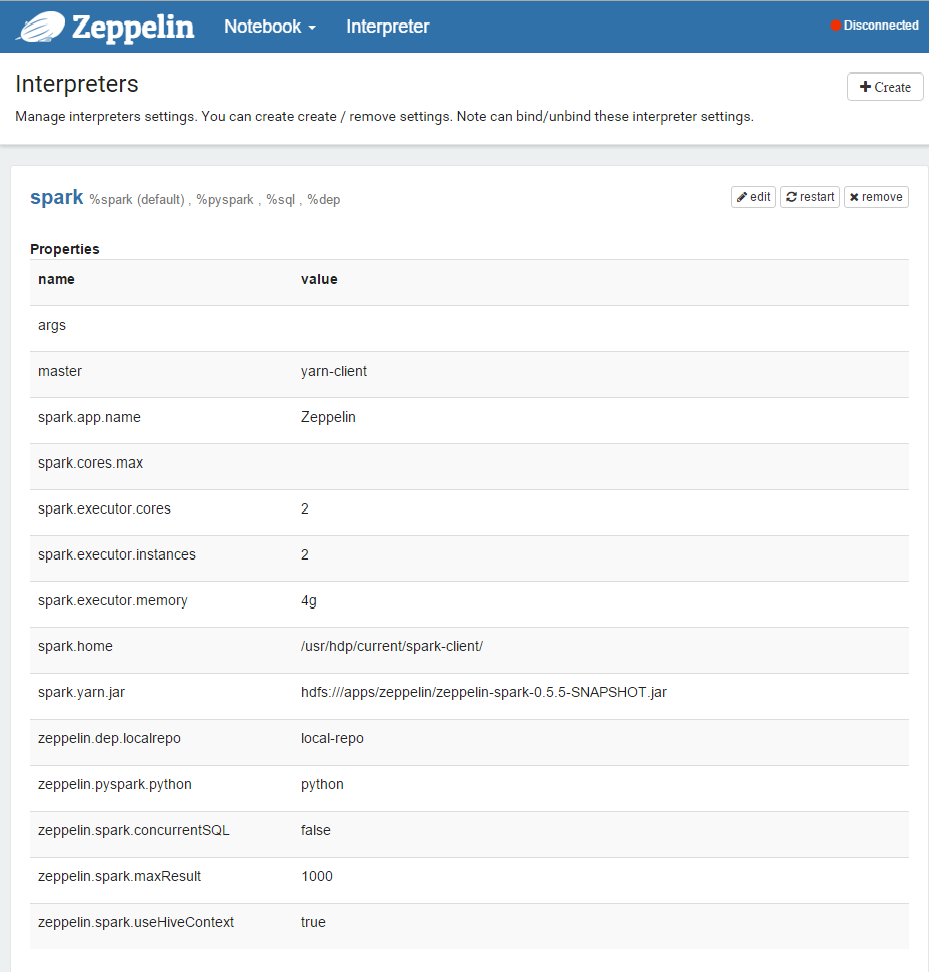 Zeppelin Notebook Interpreter Disconnected
Interpreters
Create
Manage interpreters settings. You can create create / remove settings. Note can bind/unbind these interpreter settings.
spark %spark (default) , %pyspark , %sql , %dep edit restart remove
Properties
name value
args
master yarn-client
spark.app.name Zeppelin
spark.cores.max
spark.executor.cores 2
spark.executor.instances 2
spark.executor.memory 4g
spark.home /usr/hdp/current/spark-client/
spark.yarn.jar hdfs:///apps/zeppelin/zeppelin-spark-0.5.5-SNAPSHOT.jar
zeppelin.dep.localrepo local-repo
zeppelin.pyspark.python python
zeppelin.spark.concurrentSQL false
zeppelin.spark.maxResult 1000
zeppelin.spark.useHiveContext true